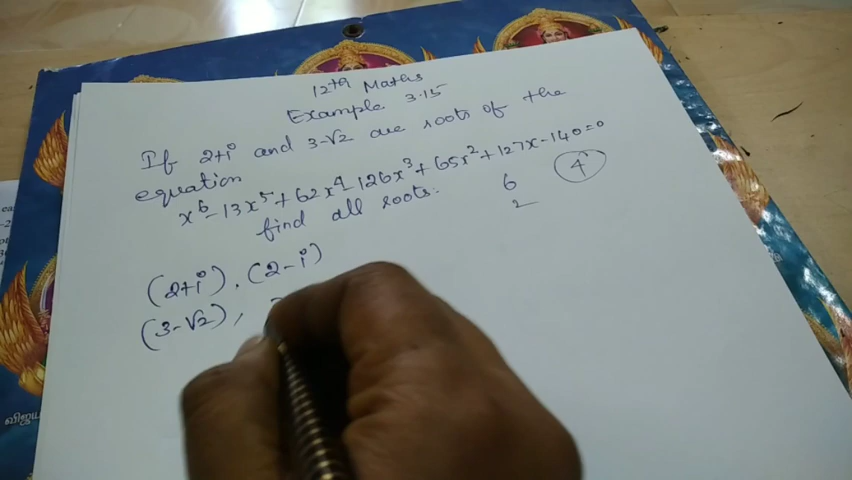 12th Maths
Example 3.15
If 2+i and 3-√2 are roots of the
equation
x⁶-13x⁵+62x⁴-126x³+65x²+127x-140=0
find all roots.
6
2
4
(2+i), (2-i)
(3-√2),
விஜய